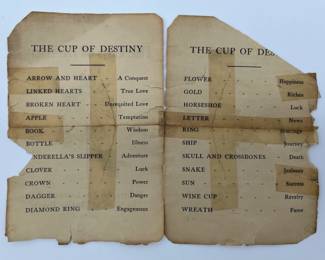 THE CUP OF DESTINY
ARROW AND HEART - A Conquest
LINKED HEARTS - - True Love
BROKEN HEART - Unrequited Love
APPLE - - - Temptation
BOOK - - - Wisdom
BOTTLE - - - Illness
NDERELLA'S SLIPPER - Adventure
CLOVER - - - Luck
CROWN - - - Power
DAGGER - - - Danger
DIAMOND RING - Engagement
THE CUP OF DES
FLOWER - - - Happiness
GOLD - - - Riches
HORSESHOE - - Luck
LETTER - - - News
RING - - - Marriage
SHIP - - - Journey
SKULL AND CROSSBONES - Death
SNAKE - - - Jealousy
SUN - - - Success
WINE CUP - - Revelry
WREATH - - - Fame